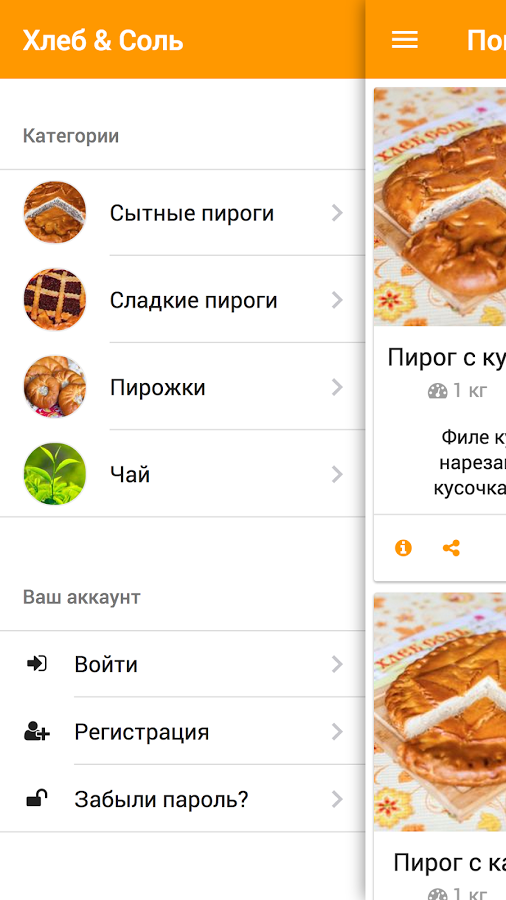 Хлеб & Соль
Категории
Сытные пироги
Сладкие пироги
Пирожки
Чай
Ваш аккаунт
Войти
Регистрация
Забыли пароль?
По
ХЛЕБ СОЛЬ
Пирог с ку
1 кг
Филе ку
нареза
кусочка
ХЛЕБ СОЛЬ
Пирог с ка
1 кг